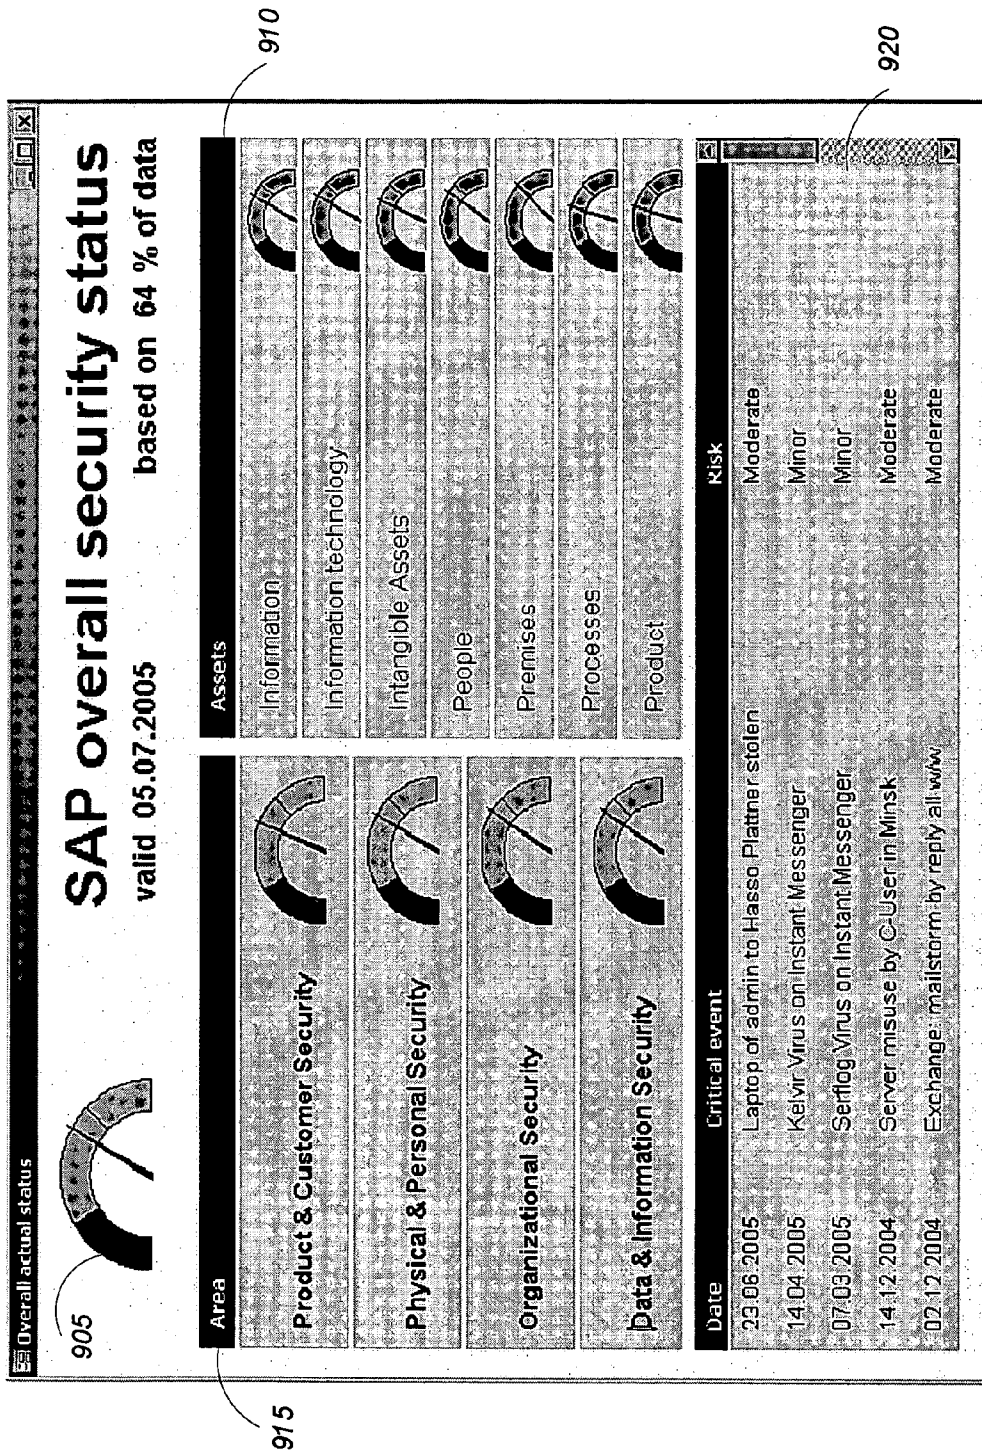 Overall actual status
905
SAP overall security status
valid 05.07.2005 based on 64 % of data
915
Area
Product & Customer Security
Physical & Personal Security
Organizational Security
Data & Information Security
910
Assets
Information
Information technology
Intangible Assets
People
Premises
Processes
Product
Date Critical event Risk
23.06.2005 Laptop of admin to Hasso Plattner stolen Moderate
14.04.2005 Kelvir Virus on Instant Messenger Minor
07.03.2005 Serflog Virus on Instant Messenger Minor
14.12.2004 Server misuse by C-User in Minsk Moderate
02.12.2004 Exchange: mailstorm by reply all w/w Moderate
920